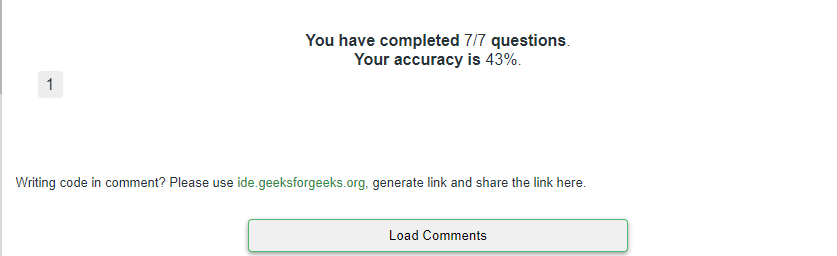 You have completed 7/7 questions.
Your accuracy is 43%.
1
Writing code in comment? Please use ide.geeksforgeeks.org, generate link and share the link here.
Load Comments